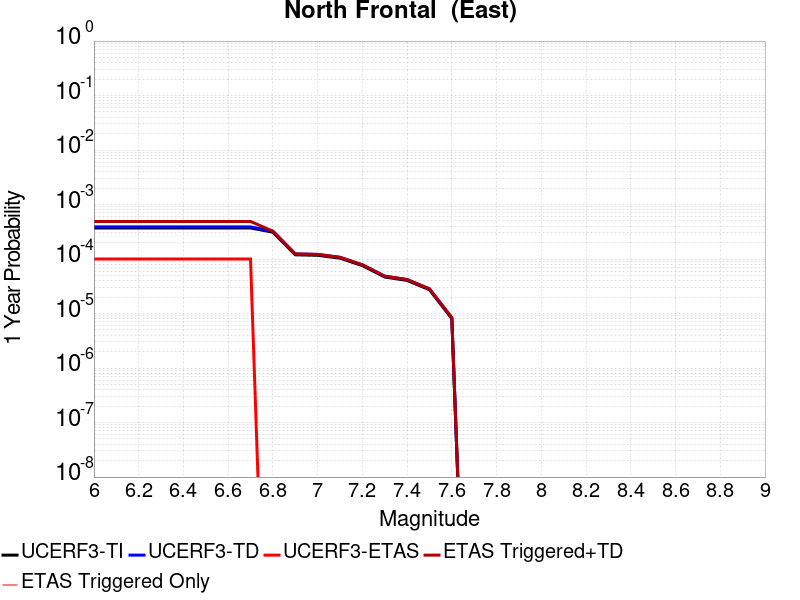 North Frontal  (East)
10^0
10^-1
10^-2
10^-3
10^-4
10^-5
10^-6
10^-7
10^-8
1 Year Probability
6 6.2 6.4 6.6 6.8 7 7.2 7.4 7.6 7.8 8 8.2 8.4 8.6 8.8 9
Magnitude
UCERF3-TI UCERF3-TD UCERF3-ETAS ETAS Triggered+TD
ETAS Triggered Only